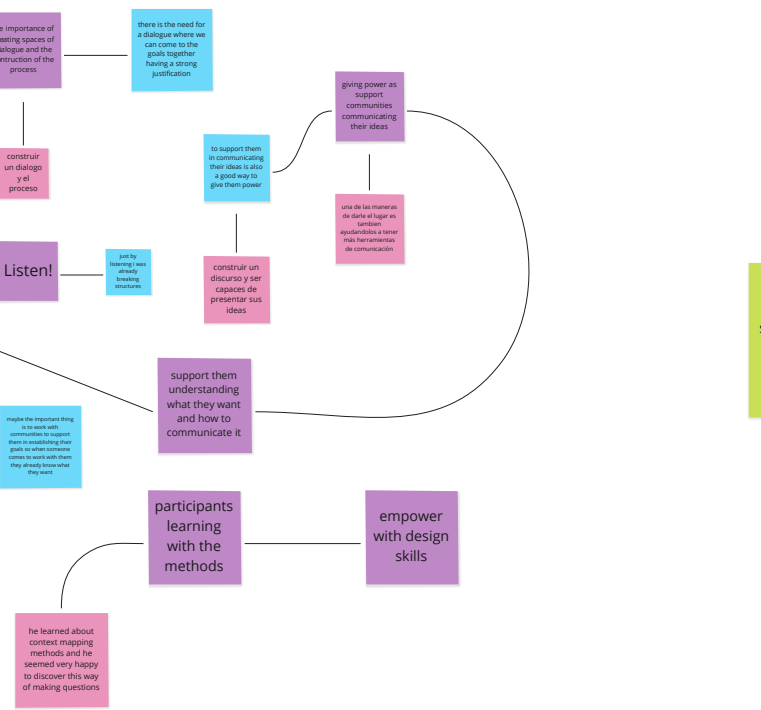 importance of
spaces of
and the
of the
process
there is the need for
a dialogue where we
can come to the
goals together
having a strong
justification
giving power as
support
communities
communicating
their ideas
construir
un dialogo
y el
proceso
to support them
in communicating
their ideas is also
a good way to
give them power
una de las maneras
de darle el lugar es
tambien
ayudandolos a tener
más herramientas
de comunicación
Listen!
just by
listening i was
already
breaking
structures
construir un
discurso y ser
capaces de
presentar sus
ideas
support them
understanding
what they want
and how to
communicate it
maybe the important thing
is to work with
communities to support
them in establishing their
goals so when someone
comes to work with them
they already know what
they want
participants
learning
with the
methods
empower
with design
skills
he learned about
context mapping
methods and he
seemed very happy
to discover this way
of making questions